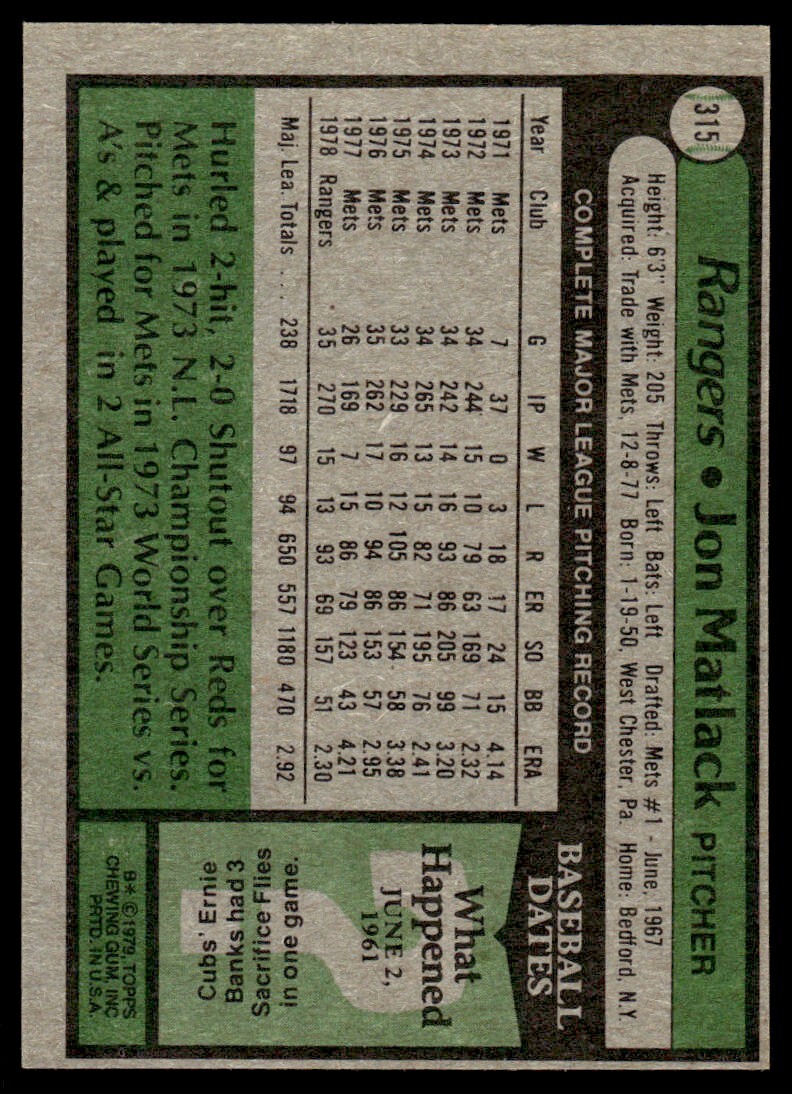 315
Rangers • Jon Matlack PITCHER
Height: 6'3" Weight: 205 Throws: Left Bats: Left Drafted: Mets #1 - June, 1967
Acquired: Trade with Mets, 12-8-77 Born: 1-19-50, West Chester, Pa. Home: Bedford, N.Y.
COMPLETE MAJOR LEAGUE PITCHING RECORD
Year Club G IP W L R ER SO BB ERA
1971 Mets 7 37 0 3 18 17 24 15 4.14
1972 Mets 34 244 15 10 79 63 169 71 2.32
1973 Mets 34 242 14 16 93 86 205 99 3.20
1974 Mets 34 265 13 15 82 71 195 76 2.41
1975 Mets 33 229 16 12 105 86 154 58 3.38
1976 Mets 35 262 17 10 94 86 153 57 2.95
1977 Mets 26 169 7 15 86 79 123 43 4.21
1978 Rangers 35 270 15 13 93 69 157 51 2.30
Maj. Lea. Totals . . . 238 1718 97 94 650 557 1180 470 2.92
Hurled 2-hit, 2-0 Shutout over Reds for
Mets in 1973 N.L. Championship Series.
Pitched for Mets in 1973 World Series vs.
A's & played in 2 All-Star Games.
BASEBALL
DATES
What
Happened
JUNE 2,
1961
?
Cubs' Ernie
Banks had 3
Sacrifice Flies
in one game.
B* © 1979, TOPPS
CHEWING GUM, INC.
PRTD. IN U.S.A.